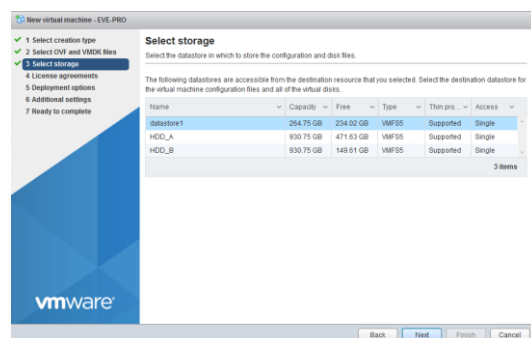 New virtual machine - EVE-PRO
1 Select creation type
2 Select OVF and VMDK files
3 Select storage
4 License agreements
5 Deployment options
6 Additional settings
7 Ready to complete
vmware
Select storage
Select the datastore in which to store the configuration and disk files.
The following datastores are accessible from the destination resource that you selected. Select the destination datastore for
the virtual machine configuration files and all of the virtual disks.
Name Capacity Free Type Thin pro... Access
datastore1 264.75 GB 234.02 GB VMFS5 Supported Single
HDD_A 930.75 GB 471.63 GB VMFS5 Supported Single
HDD_B 930.75 GB 149.61 GB VMFS5 Supported Single
3 items
Back Next Finish Cancel